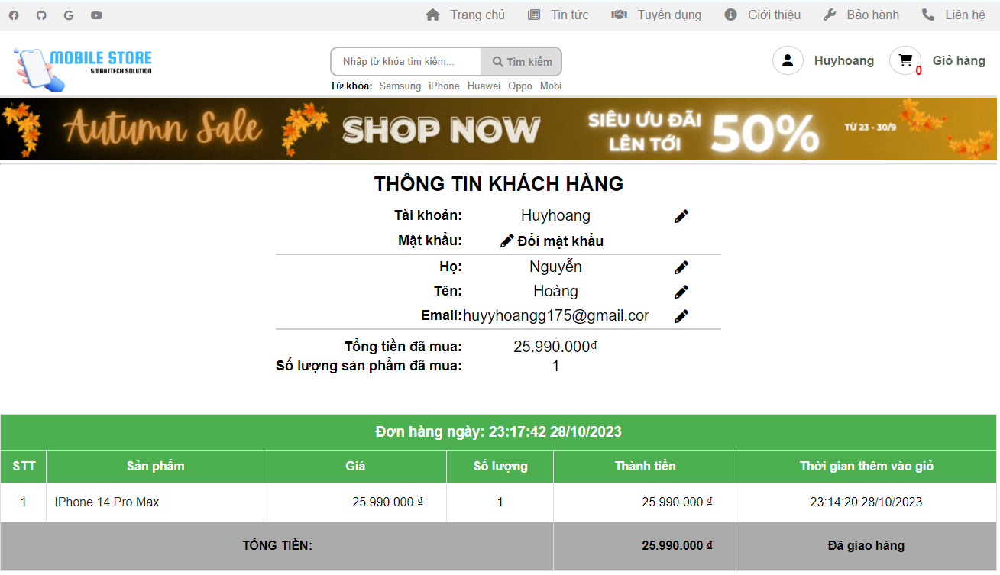 Trang chủ Tin tức Tuyển dụng Giới thiệu Bảo hành Liên hệ
MOBILE STORE
SMARTTECH SOLUTION
Nhập từ khóa tìm kiếm... Tìm kiếm
Huyhoang
0 Giỏ hàng
Từ khóa: Samsung iPhone Huawei Oppo Mobi
Autumn Sale SHOP NOW SIÊU ƯU ĐÃI
LÊN TỚI 50% TỪ 23 - 30/9
THÔNG TIN KHÁCH HÀNG
Tài khoản: Huyhoang
Mật khẩu: Đổi mật khẩu
Họ: Nguyễn
Tên: Hoàng
Email: huyyhoangg175@gmail.cor
Tổng tiền đã mua: 25.990.000₫
Số lượng sản phẩm đã mua: 1
Đơn hàng ngày: 23:17:42 28/10/2023
STT Sản phẩm Giá Số lượng Thành tiền Thời gian thêm vào giỏ
1 IPhone 14 Pro Max 25.990.000 ₫ 1 25.990.000 ₫ 23:14:20 28/10/2023
TỔNG TIỀN: 25.990.000 ₫ Đã giao hàng